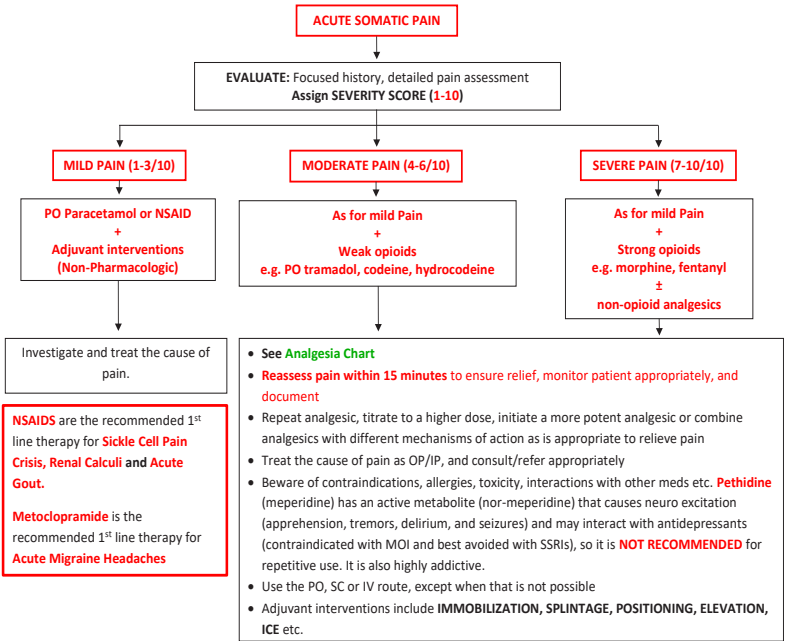 ACUTE SOMATIC PAIN
EVALUATE: Focused history, detailed pain assessment
Assign SEVERITY SCORE (1-10)
MILD PAIN (1-3/10)
MODERATE PAIN (4-6/10)
SEVERE PAIN (7-10/10)
PO Paracetamol or NSAID
+
Adjuvant interventions
(Non-Pharmacologic)
As for mild Pain
+
Weak opioids
e.g. PO tramadol, codeine, hydrocodeine
As for mild Pain
+
Strong opioids
e.g. morphine, fentanyl
±
non-opioid analgesics
Investigate and treat the cause of
pain.
NSAIDS are the recommended 1st
line therapy for Sickle Cell Pain
Crisis, Renal Calculi and Acute
Gout.
Metoclopramide is the
recommended 1st line therapy for
Acute Migraine Headaches
• See Analgesia Chart
• Reassess pain within 15 minutes to ensure relief, monitor patient appropriately, and
document
• Repeat analgesic, titrate to a higher dose, initiate a more potent analgesic or combine
analgesics with different mechanisms of action as is appropriate to relieve pain
• Treat the cause of pain as OP/IP, and consult/refer appropriately
• Beware of contraindications, allergies, toxicity, interactions with other meds etc. Pethidine
(meperidine) has an active metabolite (nor-meperidine) that causes neuro excitation
(apprehension, tremors, delirium, and seizures) and may interact with antidepressants
(contraindicated with MOI and best avoided with SSRIs), so it is NOT RECOMMENDED for
repetitive use. It is also highly addictive.
• Use the PO, SC or IV route, except when that is not possible
• Adjuvant interventions include IMMOBILIZATION, SPLINTAGE, POSITIONING, ELEVATION,
ICE etc.